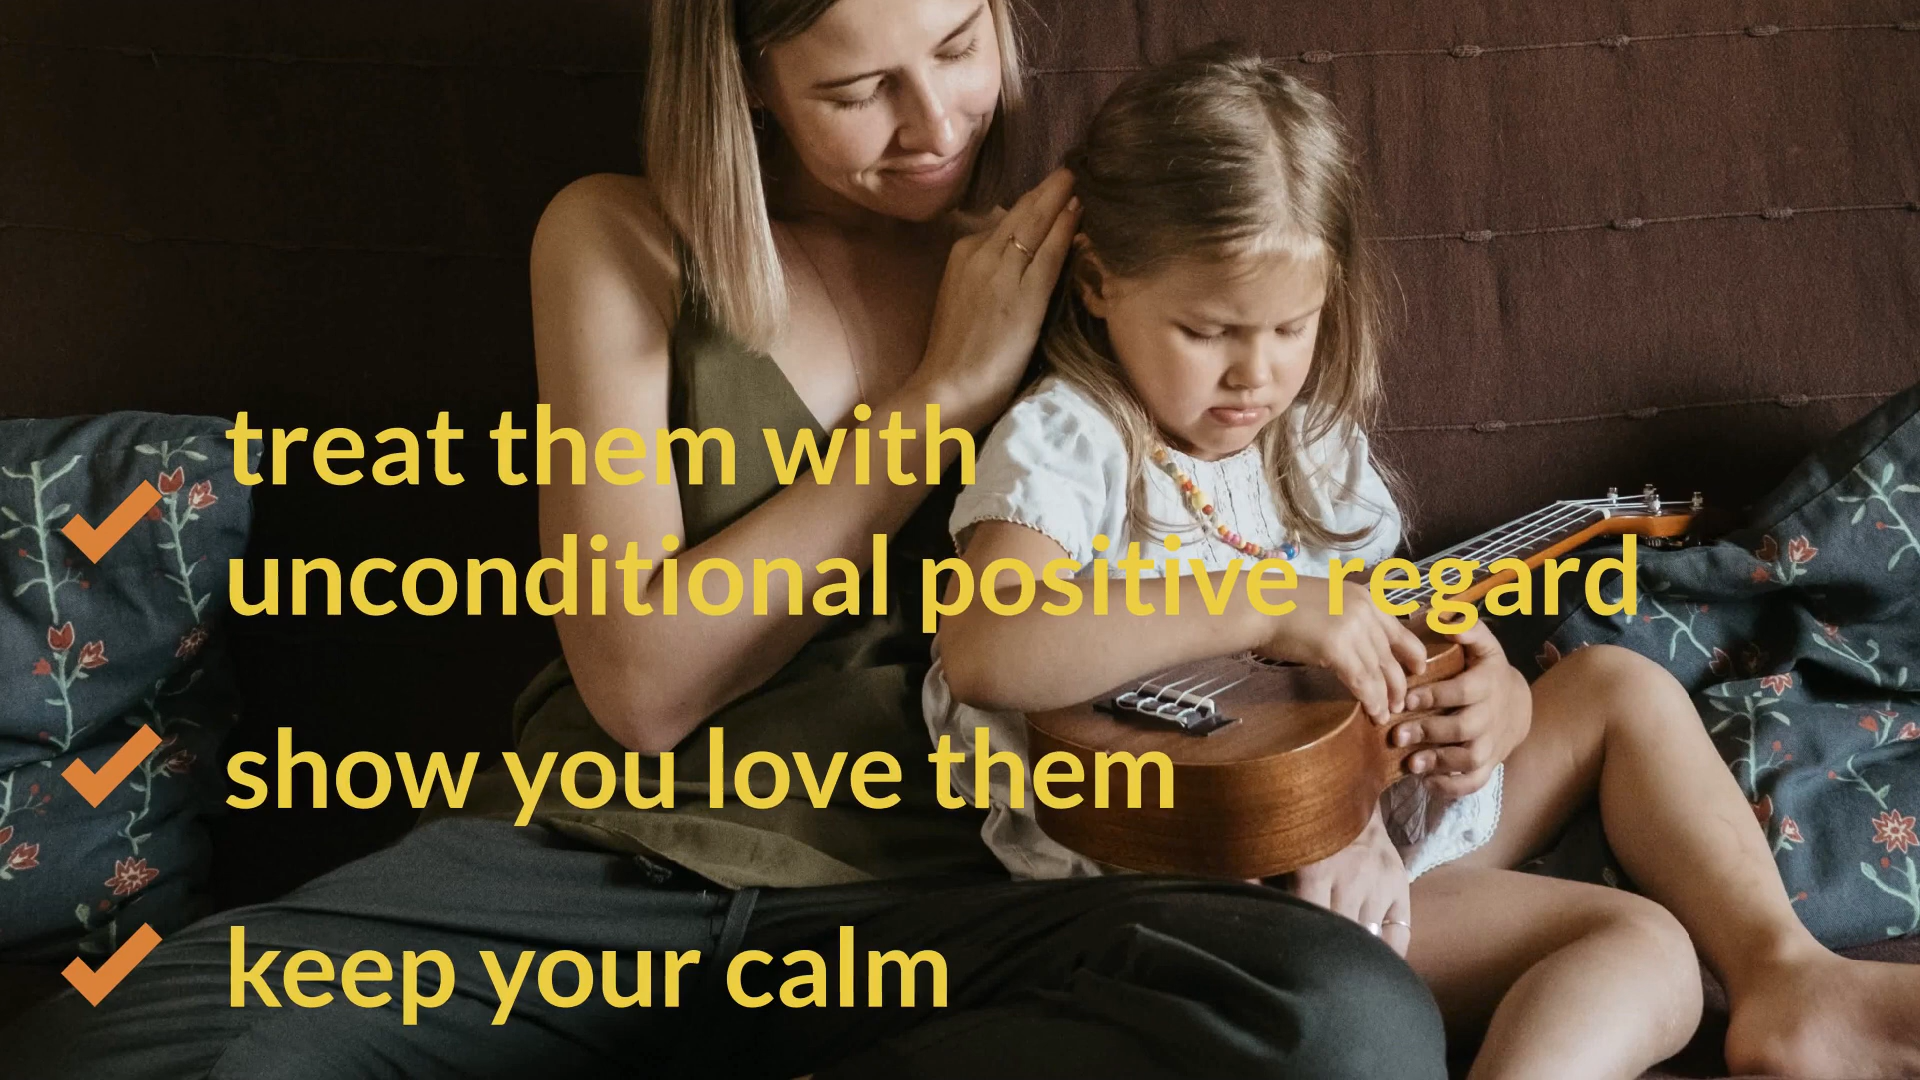 treat them with
unconditional positive regard
show you love them
keep your calm